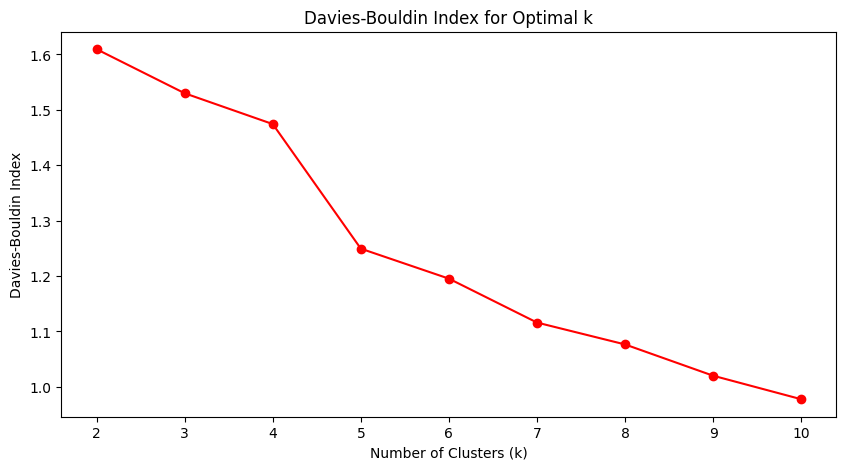 Davies-Bouldin Index for Optimal k
Davies-Bouldin Index
1.6
1.5
1.4
1.3
1.2
1.1
1.0
2 3 4 5 6 7 8 9 10
Number of Clusters (k)